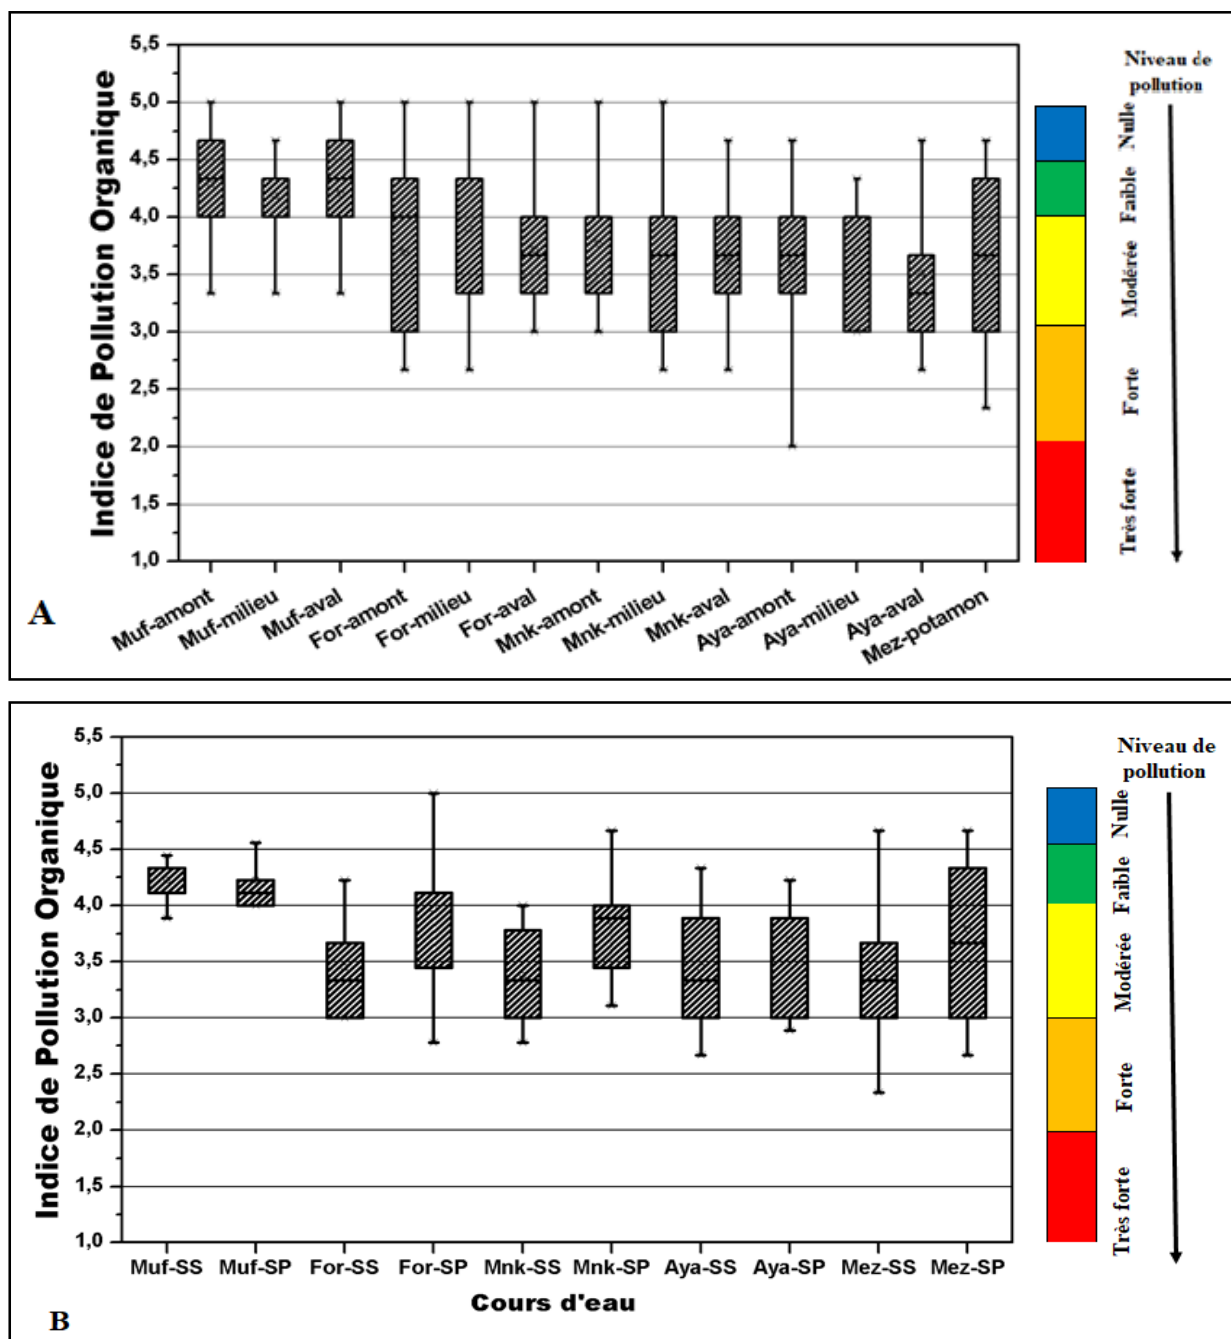 Indice de Pollution Organique
5,5
5,0
4,5
4,0
3,5
3,0
2,5
2,0
1,5
1,0
Muf-amont
Muf-milieu
Muf-aval
For-amont
For-milieu
For-aval
Mnk-amont
Mnk-milieu
Mnk-aval
Aya-amont
Aya-milieu
Aya-aval
Mez-potamon
Niveau de
pollution
Nulle
Faible
Modérée
Forte
Très forte
A
Indice de Pollution Organique
5,5
5,0
4,5
4,0
3,5
3,0
2,5
2,0
1,5
1,0
Muf-SS
Muf-SP
For-SS
For-SP
Mnk-SS
Mnk-SP
Aya-SS
Aya-SP
Mez-SS
Mez-SP
Cours d'eau
Niveau de
pollution
Nulle
Faible
Modérée
Forte
Très forte
B